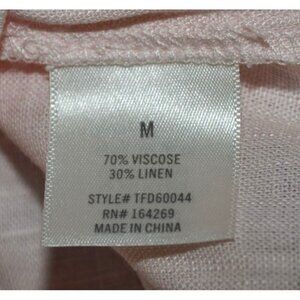 M
70% VISCOSE
30% LINEN
STYLE# TFD60044
RN# 164269
MADE IN CHINA